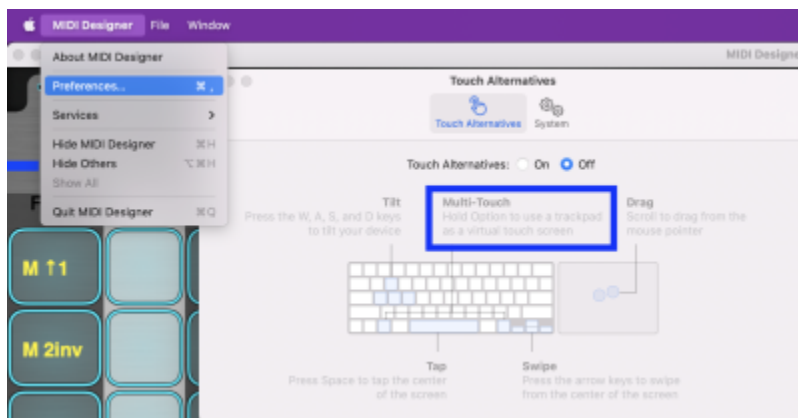 MIDI Designer File Window
MIDI Designe
About MIDI Designer
Preferences... ⌘ ,
Services >
Hide MIDI Designer ⌘H
Hide Others ⌥⌘H
Show All
Quit MIDI Designer ⌘Q
Touch Alternatives
Touch Alternatives System
Touch Alternatives: On Off
Tilt
Press the W, A, S, and D keys
to tilt your device
Multi-Touch
Hold Option to use a trackpad
as a virtual touch screen
Drag
Scroll to drag from the
mouse pointer
Tap
Press Space to tap the center
of the screen
Swipe
Press the arrow keys to swipe
from the center of the screen
F
M ↑1
M 2inv